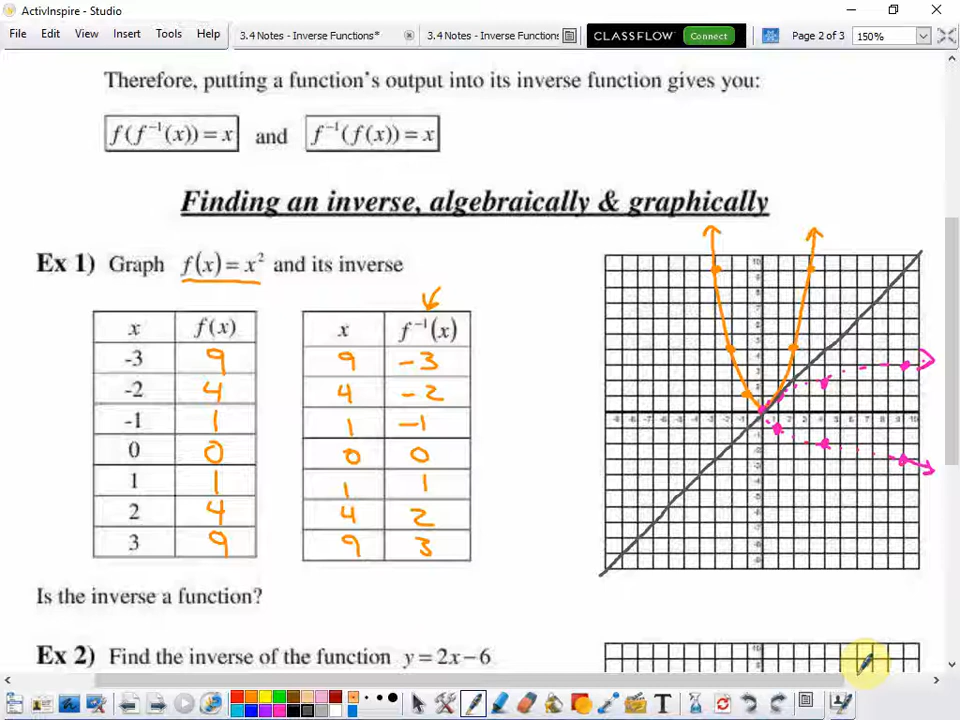 ActivInspire - Studio
File Edit View Insert Tools Help
3.4 Notes - Inverse Functions*
3.4 Notes - Inverse Functions
CLASSFLOW Connect
Page 2 of 3
150%
Therefore, putting a function's output into its inverse function gives you:
f(f⁻¹(x)) = x and f⁻¹(f(x)) = x
Finding an inverse, algebraically & graphically
Ex 1) Graph f(x) = x² and its inverse
x f(x)
-3 9
-2 4
-1 1
0 0
1 1
2 4
3 9
x f⁻¹(x)
9 -3
4 -2
1 -1
0 0
1 1
4 2
9 3
Is the inverse a function?
Ex 2) Find the inverse of the function y = 2x – 6